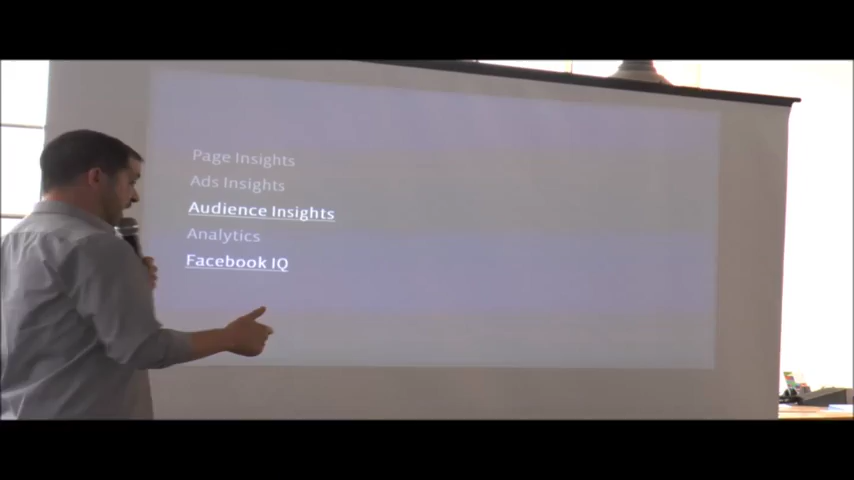 Page Insights
Ads Insights
Audience Insights
Analytics
Facebook IQ